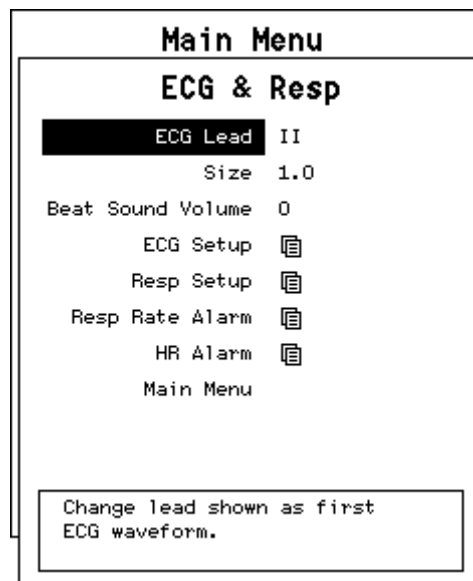 Main Menu
ECG & Resp
ECG Lead II
Size 1.0
Beat Sound Volume 0
ECG Setup
Resp Setup
Resp Rate Alarm
HR Alarm
Main Menu
Change lead shown as first
ECG waveform.